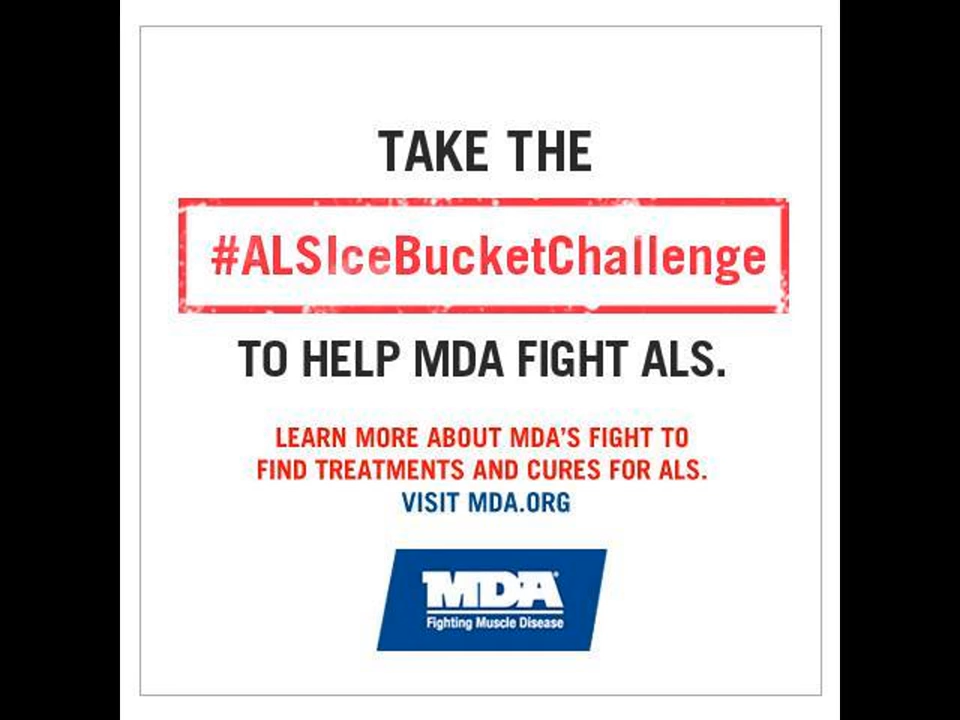 TAKE THE
#ALSIceBucketChallenge
TO HELP MDA FIGHT ALS.
LEARN MORE ABOUT MDA'S FIGHT TO
FIND TREATMENTS AND CURES FOR ALS.
VISIT MDA.ORG
MDA®
Fighting Muscle Disease